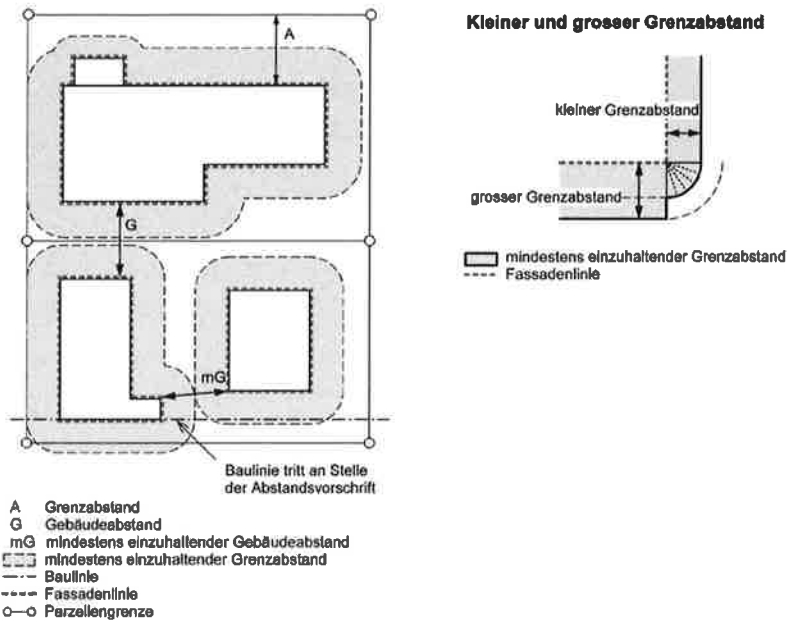 Kleiner und grosser Grenzabstand
A
kleiner Grenzabstand
grosser Grenzabstand
mindestens einzuhaltender Grenzabstand
Fassadenlinie
G
mG
Baulinie tritt an Stelle
der Abstandsvorschrift
A Grenzabstand
G Gebäudeabstand
mG mindestens einzuhaltender Gebäudeabstand
mindestens einzuhaltender Grenzabstand
Baulinie
Fassadenlinie
Parzellengrenze